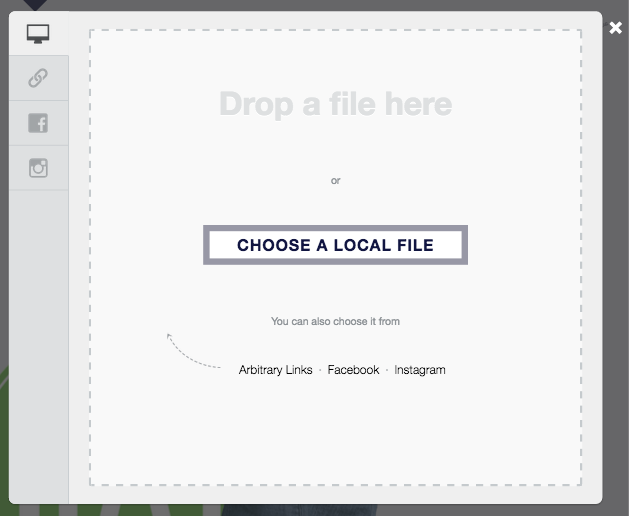 Drop a file here
or
CHOOSE A LOCAL FILE
You can also choose it from
Arbitrary Links · Facebook · Instagram